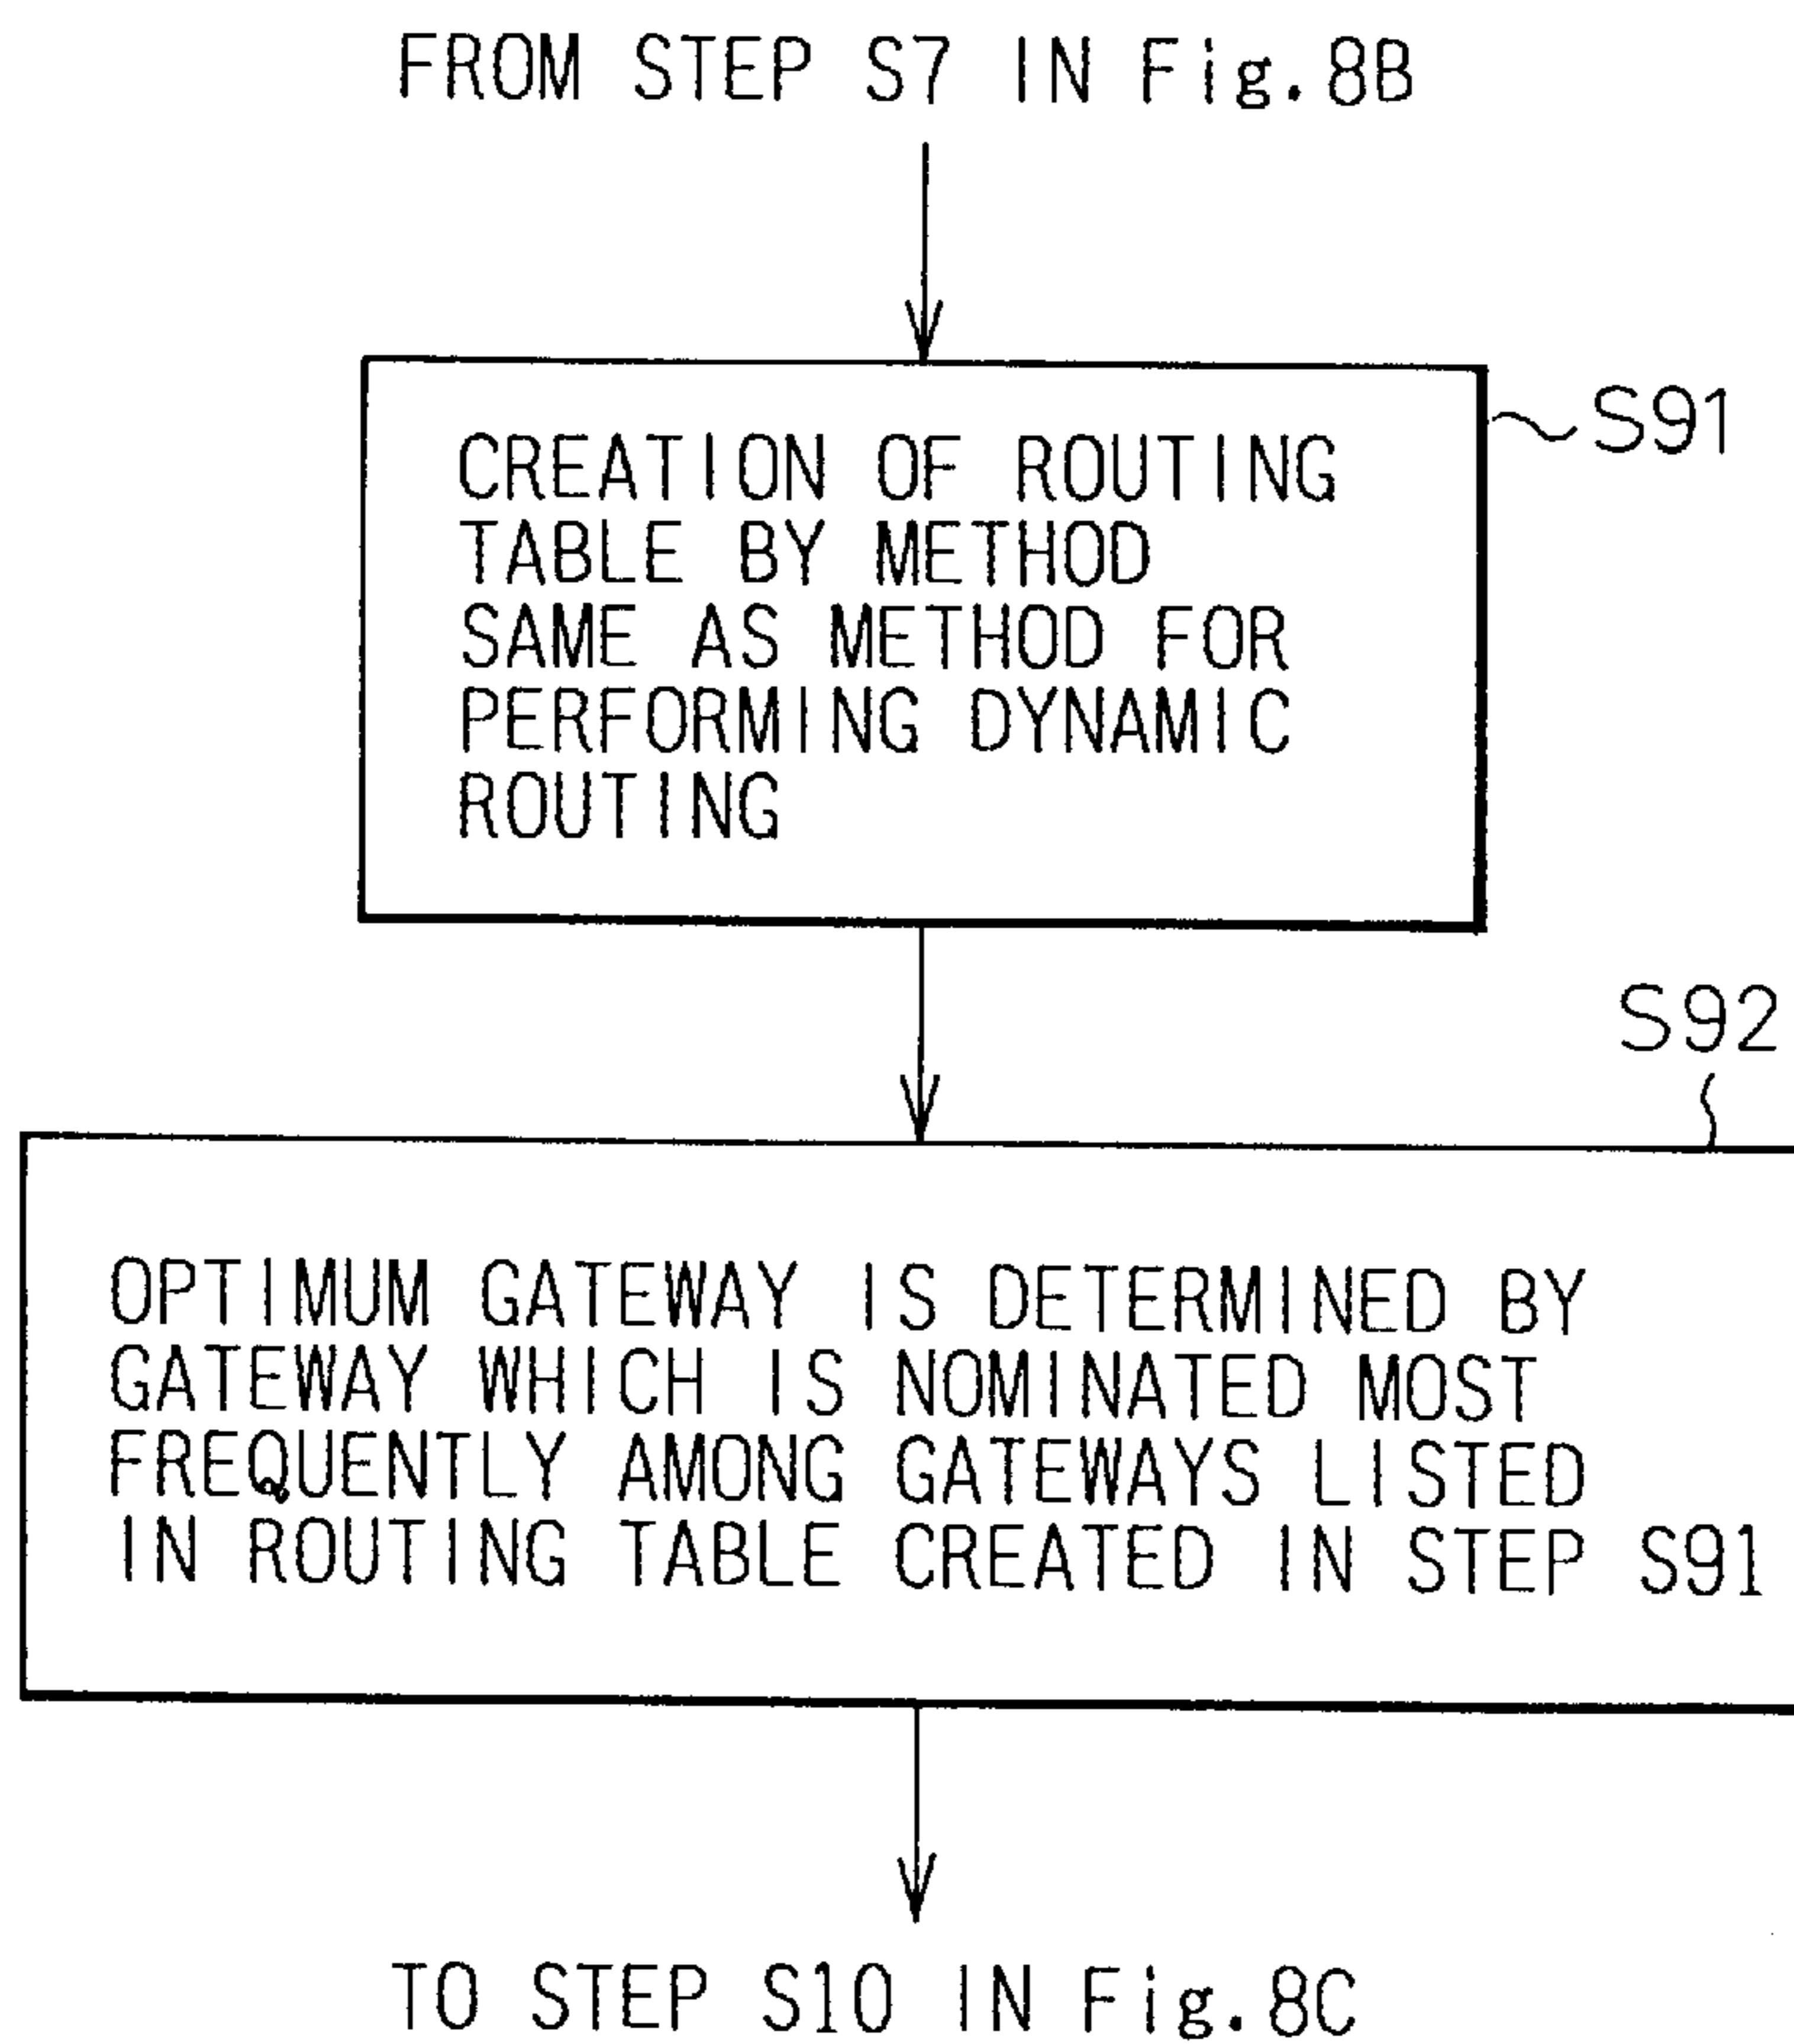 FROM STEP S7 IN Fig.8B
S91
CREATION OF ROUTING
TABLE BY METHOD
SAME AS METHOD FOR
PERFORMING DYNAMIC
ROUTING
S92
OPTIMUM GATEWAY IS DETERMINED BY
GATEWAY WHICH IS NOMINATED MOST
FREQUENTLY AMONG GATEWAYS LISTED
IN ROUTING TABLE CREATED IN STEP S91
TO STEP S10 IN Fig.8C